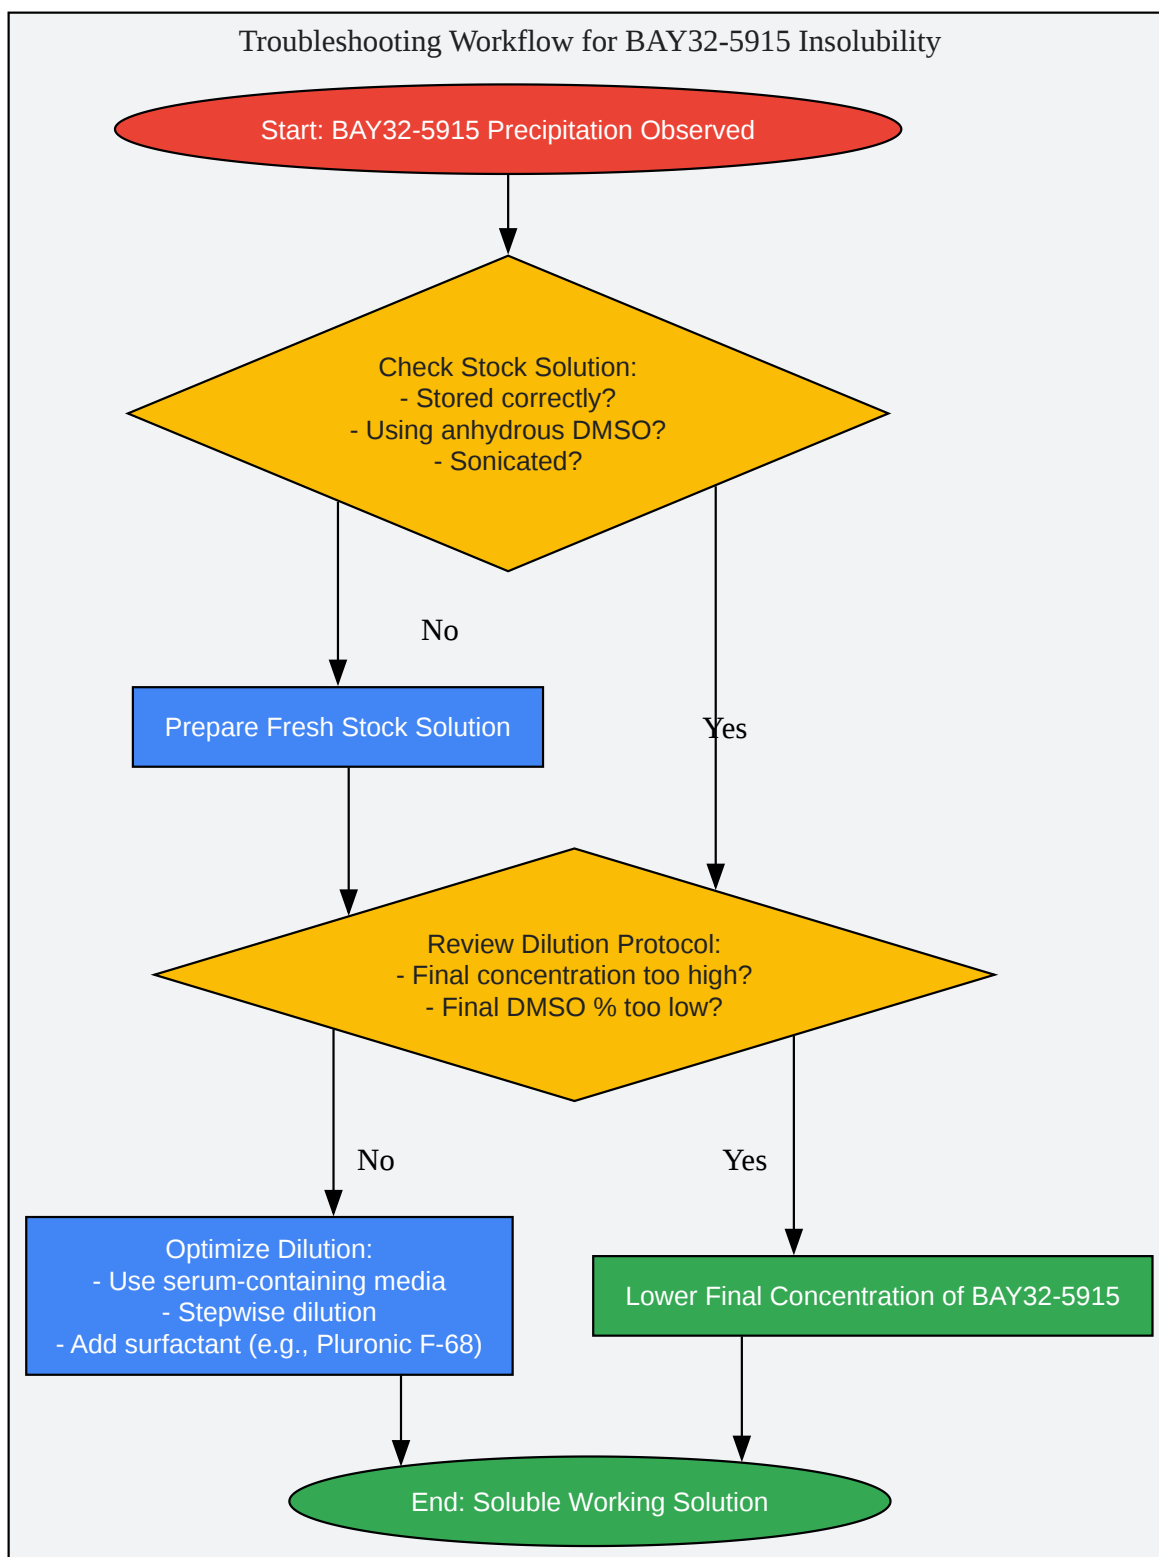 Troubleshooting Workflow for BAY32-5915 Insolubility
Start: BAY32-5915 Precipitation Observed
Check Stock Solution:
- Stored correctly?
- Using anhydrous DMSO?
- Sonicated?
No
Prepare Fresh Stock Solution
Yes
Review Dilution Protocol:
- Final concentration too high?
- Final DMSO % too low?
No
Yes
Optimize Dilution:
- Use serum-containing media
- Stepwise dilution
- Add surfactant (e.g., Pluronic F-68)
Lower Final Concentration of BAY32-5915
End: Soluble Working Solution